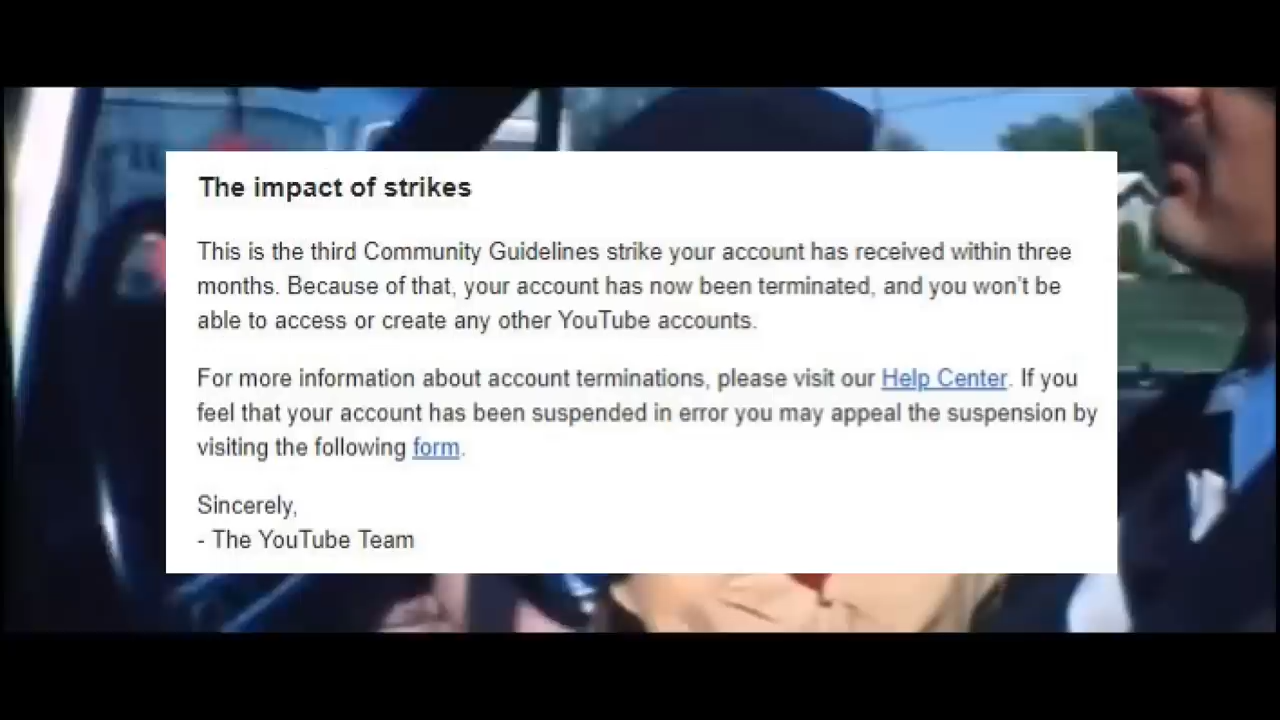 The impact of strikes
This is the third Community Guidelines strike your account has received within three
months. Because of that, your account has now been terminated, and you won't be
able to access or create any other YouTube accounts.
For more information about account terminations, please visit our Help Center. If you
feel that your account has been suspended in error you may appeal the suspension by
visiting the following form.
Sincerely,
- The YouTube Team